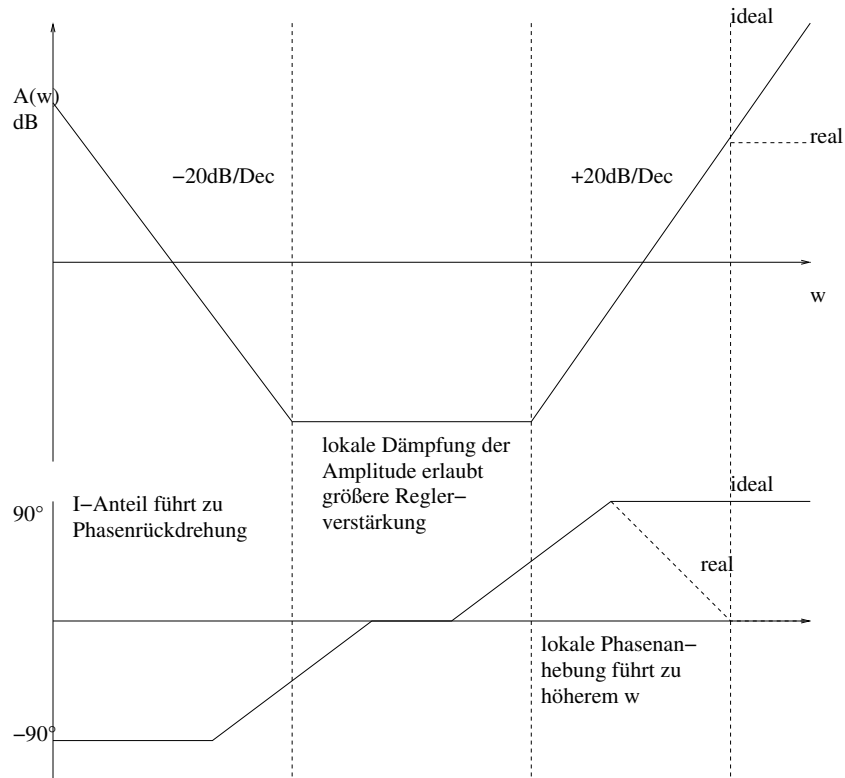 ideal
A(w)
dB
real
−20dB/Dec
+20dB/Dec
w
lokale Dämpfung der
Amplitude erlaubt
größere Regler−
verstärkung
I−Anteil führt zu
Phasenrückdrehung
90°
ideal
real
lokale Phasenan−
hebung führt zu
höherem w
−90°